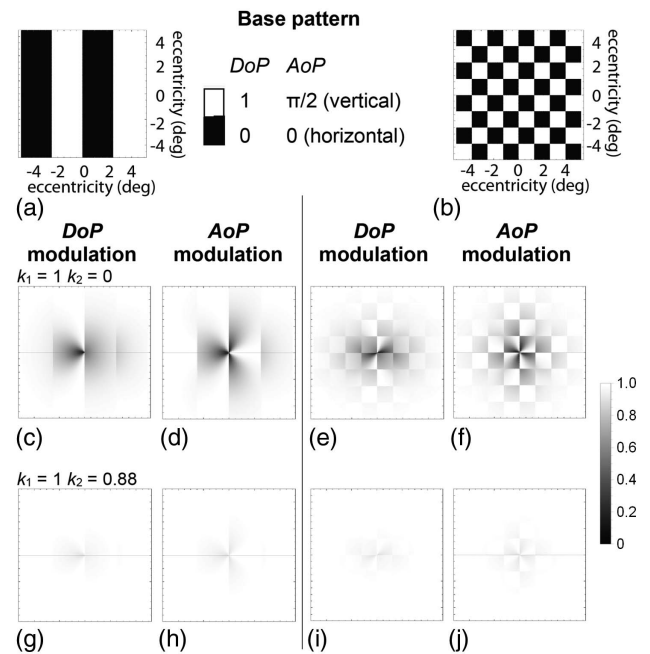 Base pattern
DoP AoP
1 π/2 (vertical)
0 0 (horizontal)
4
2
0
-2
-4
eccentricity (deg)
-4 -2 0 2 4
eccentricity (deg)
(a)
4
2
0
-2
-4
eccentricity (deg)
-4 -2 0 2 4
eccentricity (deg)
(b)
DoP
modulation
AoP
modulation
DoP
modulation
AoP
modulation
k₁ = 1 k₂ = 0
(c) (d) (e) (f)
1.0
0.8
0.6
0.4
0.2
0
k₁ = 1 k₂ = 0.88
(g) (h) (i) (j)